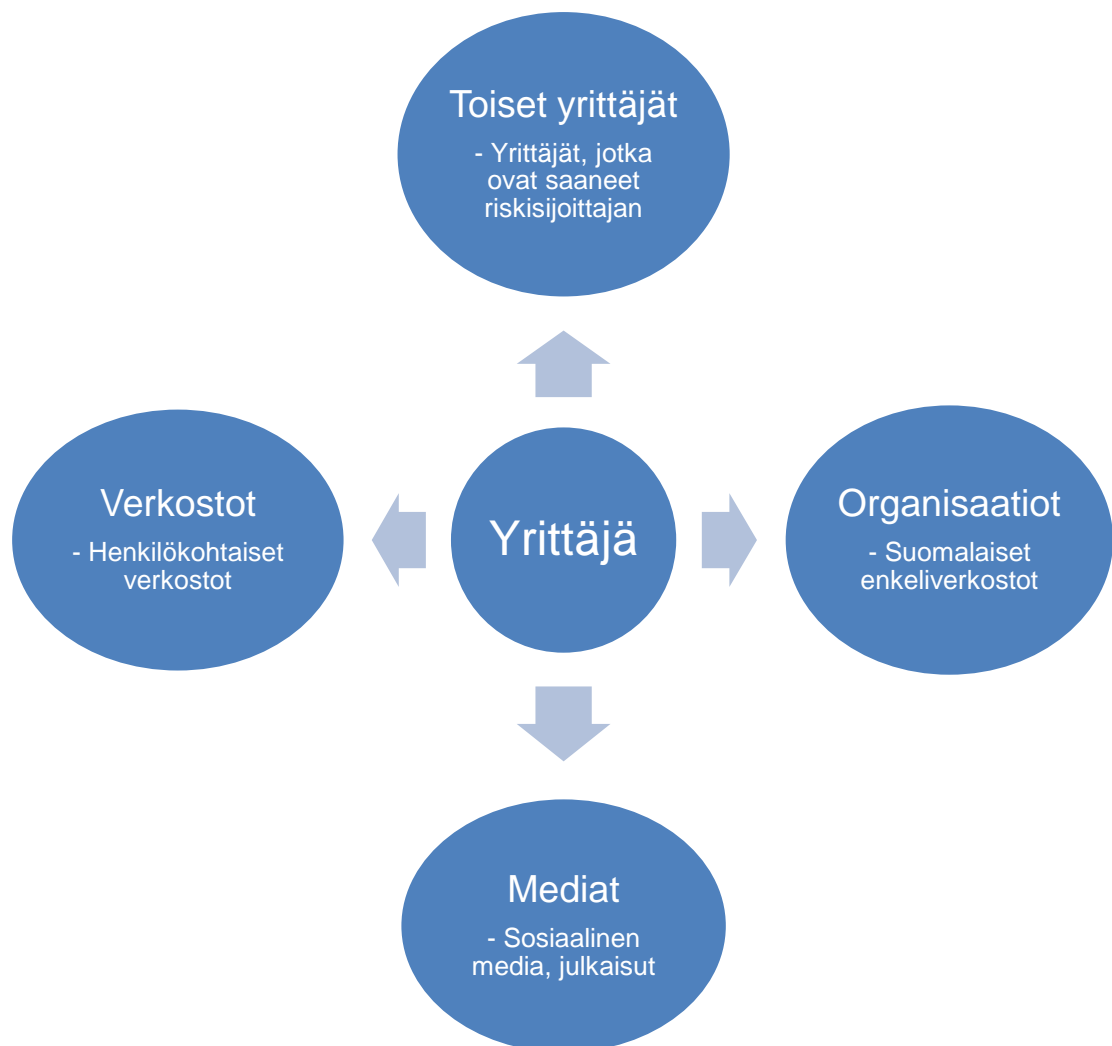 Toiset yrittäjät
- Yrittäjät, jotka
ovat saaneet
riskisijoittajan
Verkostot
- Henkilökohtaiset
verkostot
Yrittäjä
Organisaatiot
- Suomalaiset
enkeliverkostot
Mediat
- Sosiaalinen
media, julkaisut